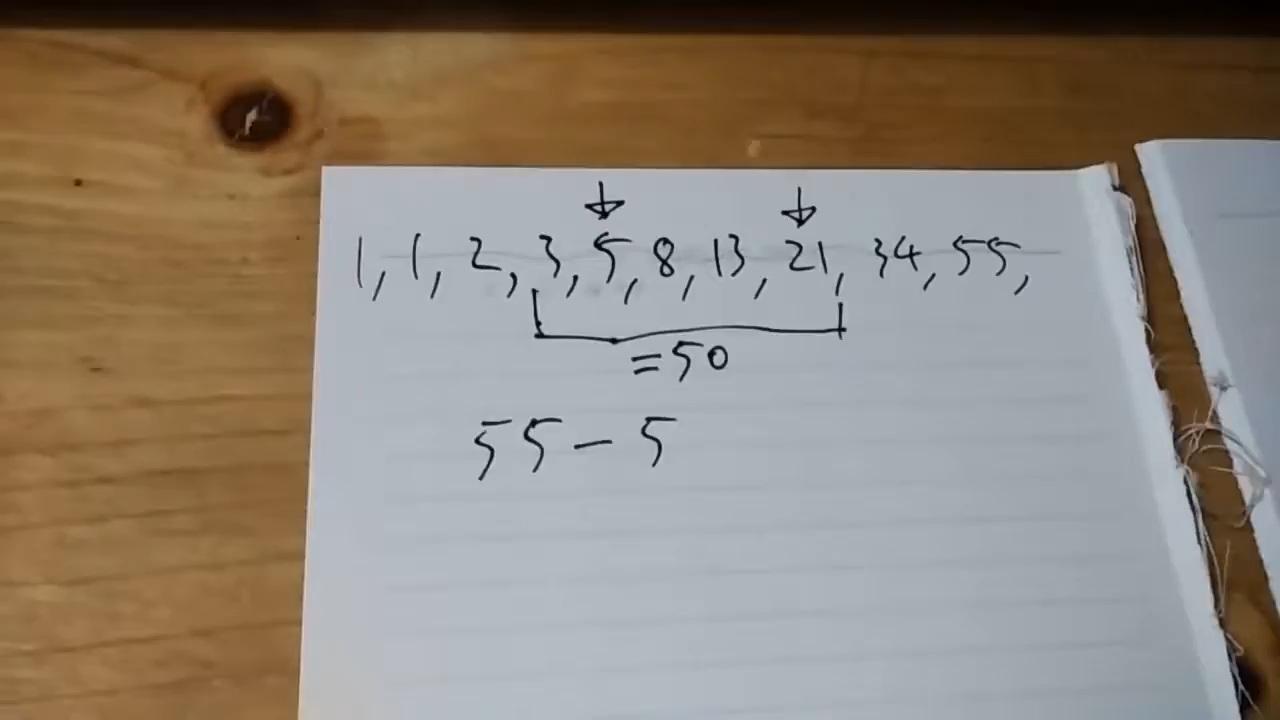 ↓ ↓
1, 1, 2, 3, 5, 8, 13, 21, 34, 55,
=50
55-5